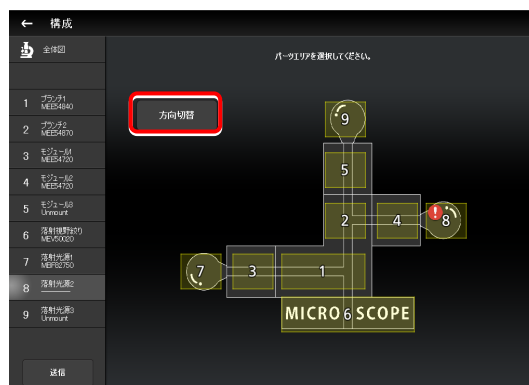 ← 構成
全体図
パーツエリアを選択してください。
1 ブランチ1
MEE54840
2 ブランチ2
MEE54870
3 モジュール1
MEE54720
4 モジュール2
MEE54720
5 モジュール3
Unmount
6 落射視野絞り
MEV50020
7 落射光源1
MBF82750
8 落射光源2
9 落射光源3
Unmount
送信
方向切替
9
5
2
4
!
8
7
3
1
MICRO 6 SCOPE